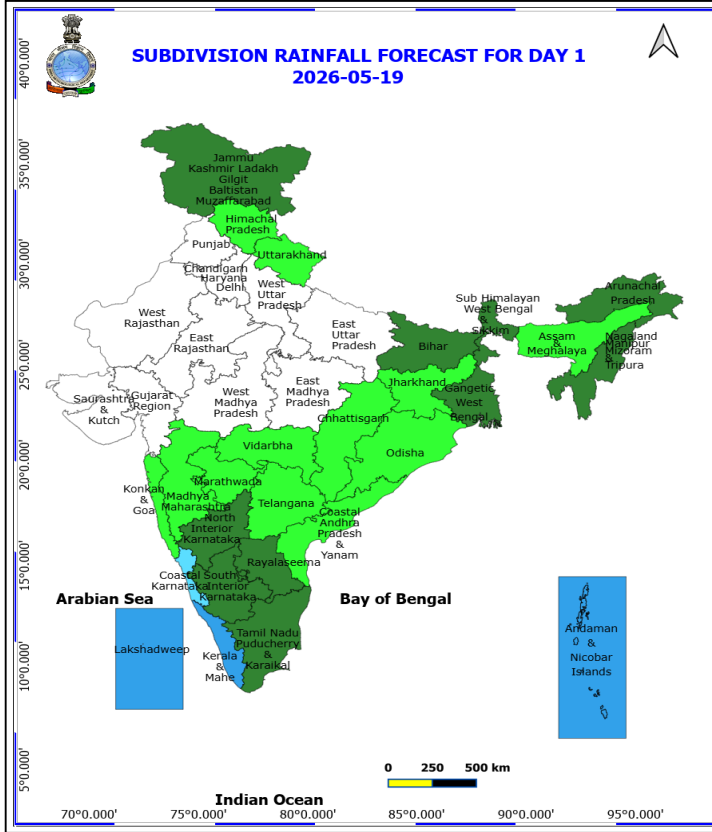 SUBDIVISION RAINFALL FORECAST FOR DAY 1
2026-05-19
40°0.000'
35°0.000'
30°0.000'
25°0.000'
20°0.000'
15°0.000'
10°0.000'
5°0.000'
Jammu
Kashmir Ladakh
Gilgit
Baltistan
Muzaffarabad
Himachal
Pradesh
Punjab
Uttarakhand
Chandigarh
Haryana
Delhi
West
Uttar
Pradesh
West
Rajasthan
East
Rajasthan
East
Uttar
Pradesh
Sub Himalayan
West Bengal
&
Sikkim
Arunachal
Pradesh
Assam
&
Meghalaya
Nagaland
Manipur
Mizoram
&
Tripura
Bihar
Saurashtra
&
Kutch
Gujarat
Region
West
Madhya
Pradesh
East
Madhya
Pradesh
Jharkhand
Gangetic
West
Bengal
Chhattisgarh
Odisha
Vidarbha
Konkan
&
Goa
Madhya
Maharashtra
Marathwada
Telangana
Coastal
Andhra
Pradesh
&
Yanam
North
Interior
Karnataka
Rayalaseema
Coastal
Karnataka
South
Interior
Karnataka
Arabian Sea
Bay of Bengal
Lakshadweep
Kerala
&
Mahe
Tamil Nadu
Puducherry
&
Karaikal
Andaman
&
Nicobar
Islands
0 250 500 km
Indian Ocean
70°0.000' 75°0.000' 80°0.000' 85°0.000' 90°0.000' 95°0.000'